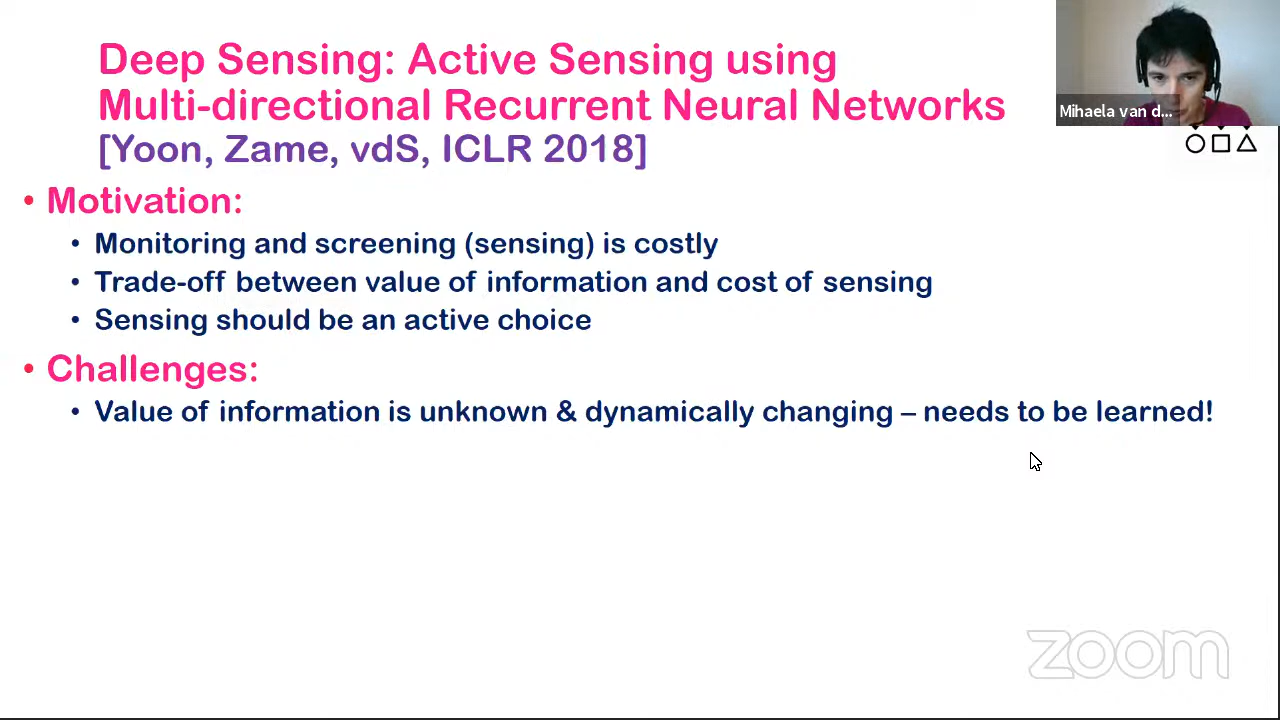 Deep Sensing: Active Sensing using
Multi-directional Recurrent Neural Networks
[Yoon, Zame, vdS, ICLR 2018]
Mihaela van d...
• Motivation:
• Monitoring and screening (sensing) is costly
• Trade-off between value of information and cost of sensing
• Sensing should be an active choice
• Challenges:
• Value of information is unknown & dynamically changing – needs to be learned!
zoom